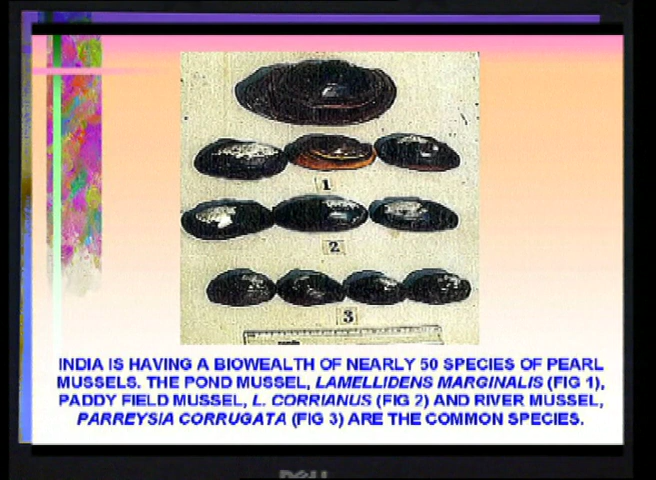 1
2
3
INDIA IS HAVING A BIOWEALTH OF NEARLY 50 SPECIES OF PEARL
MUSSELS. THE POND MUSSEL, LAMELLIDENS MARGINALIS (FIG 1),
PADDY FIELD MUSSEL, L. CORRIANUS (FIG 2) AND RIVER MUSSEL,
PARREYSIA CORRUGATA (FIG 3) ARE THE COMMON SPECIES.
DELL